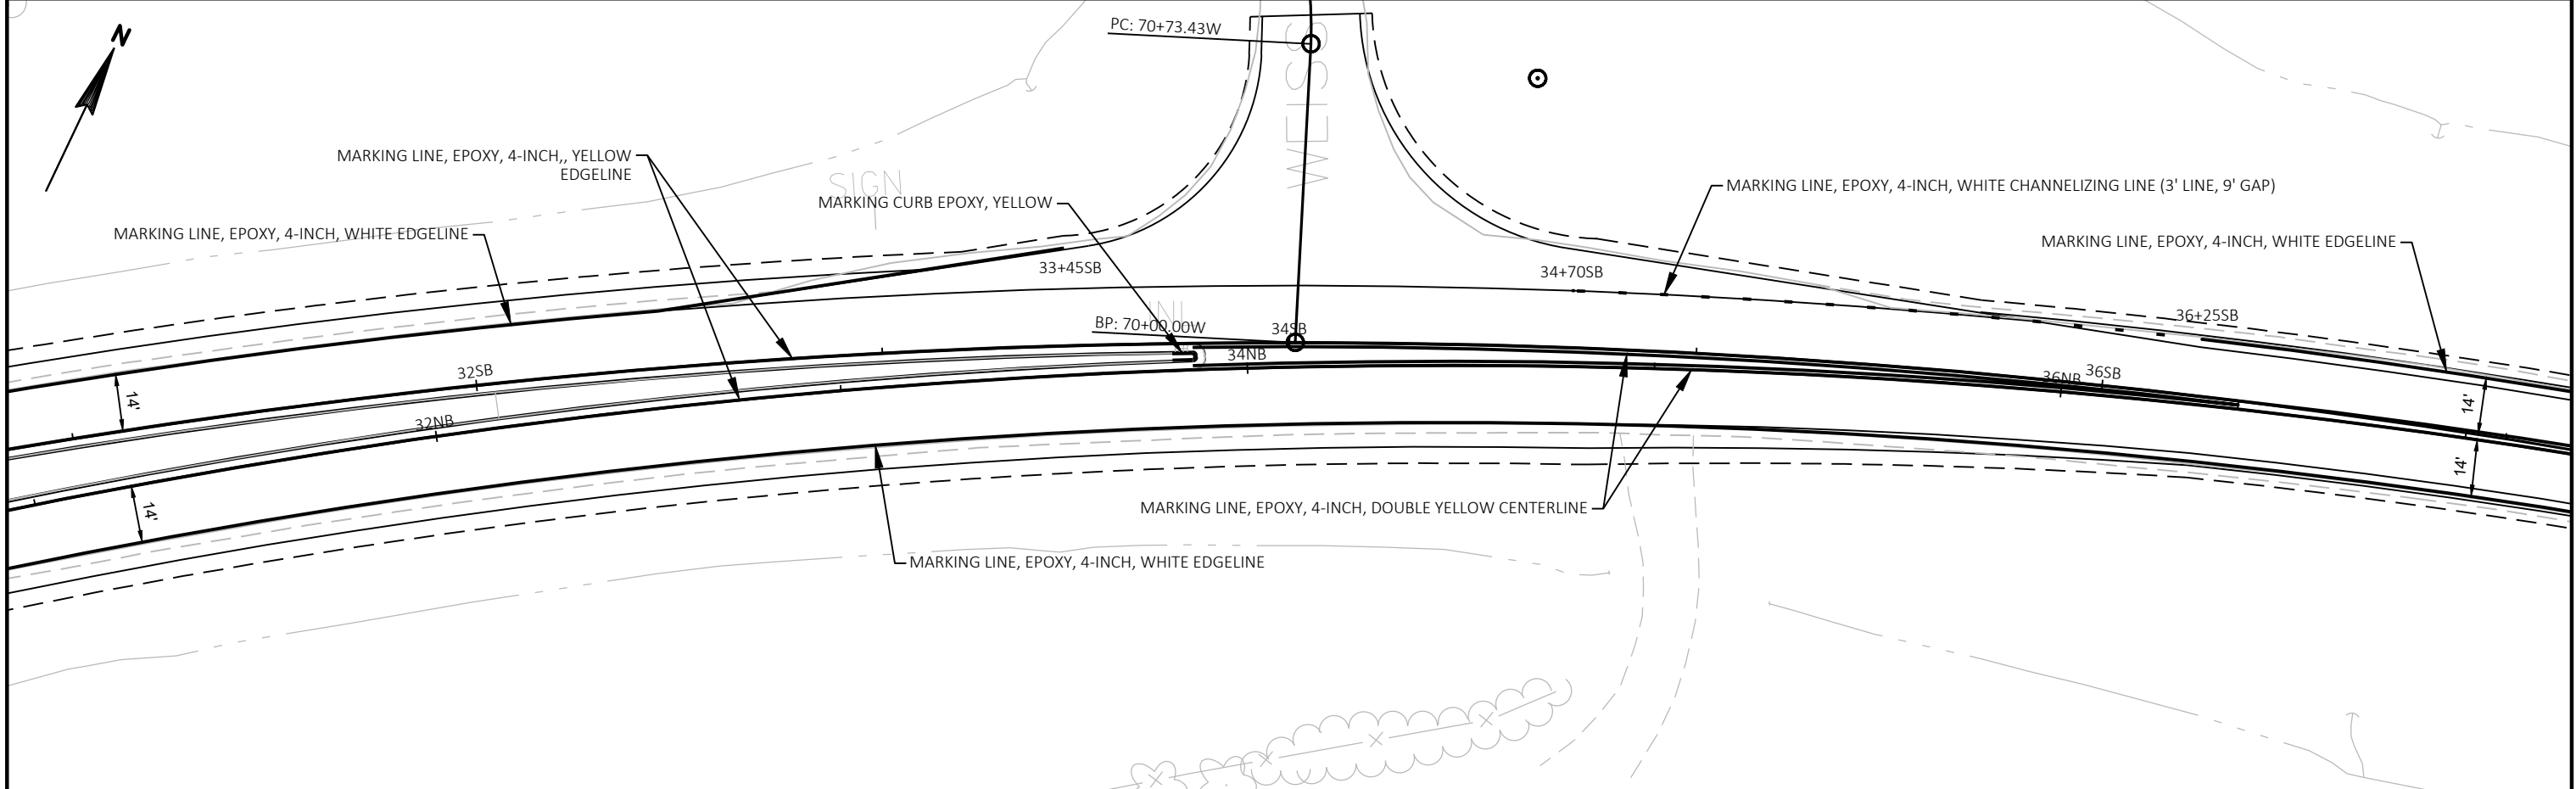 N
PC: 70+73.43W
WEISS
MARKING LINE, EPOXY, 4-INCH,, YELLOW
EDGELINE
SIGN
MARKING CURB EPOXY, YELLOW
MARKING LINE, EPOXY, 4-INCH, WHITE CHANNELIZING LINE (3' LINE, 9' GAP)
MARKING LINE, EPOXY, 4-INCH, WHITE EDGELINE
MARKING LINE, EPOXY, 4-INCH, WHITE EDGELINE
33+45SB
34+70SB
36+25SB
BP: 70+00.00W
34SB
34NB
32SB
36NB
36SB
14'
14'
32NB
14'
14'
MARKING LINE, EPOXY, 4-INCH, DOUBLE YELLOW CENTERLINE
MARKING LINE, EPOXY, 4-INCH, WHITE EDGELINE